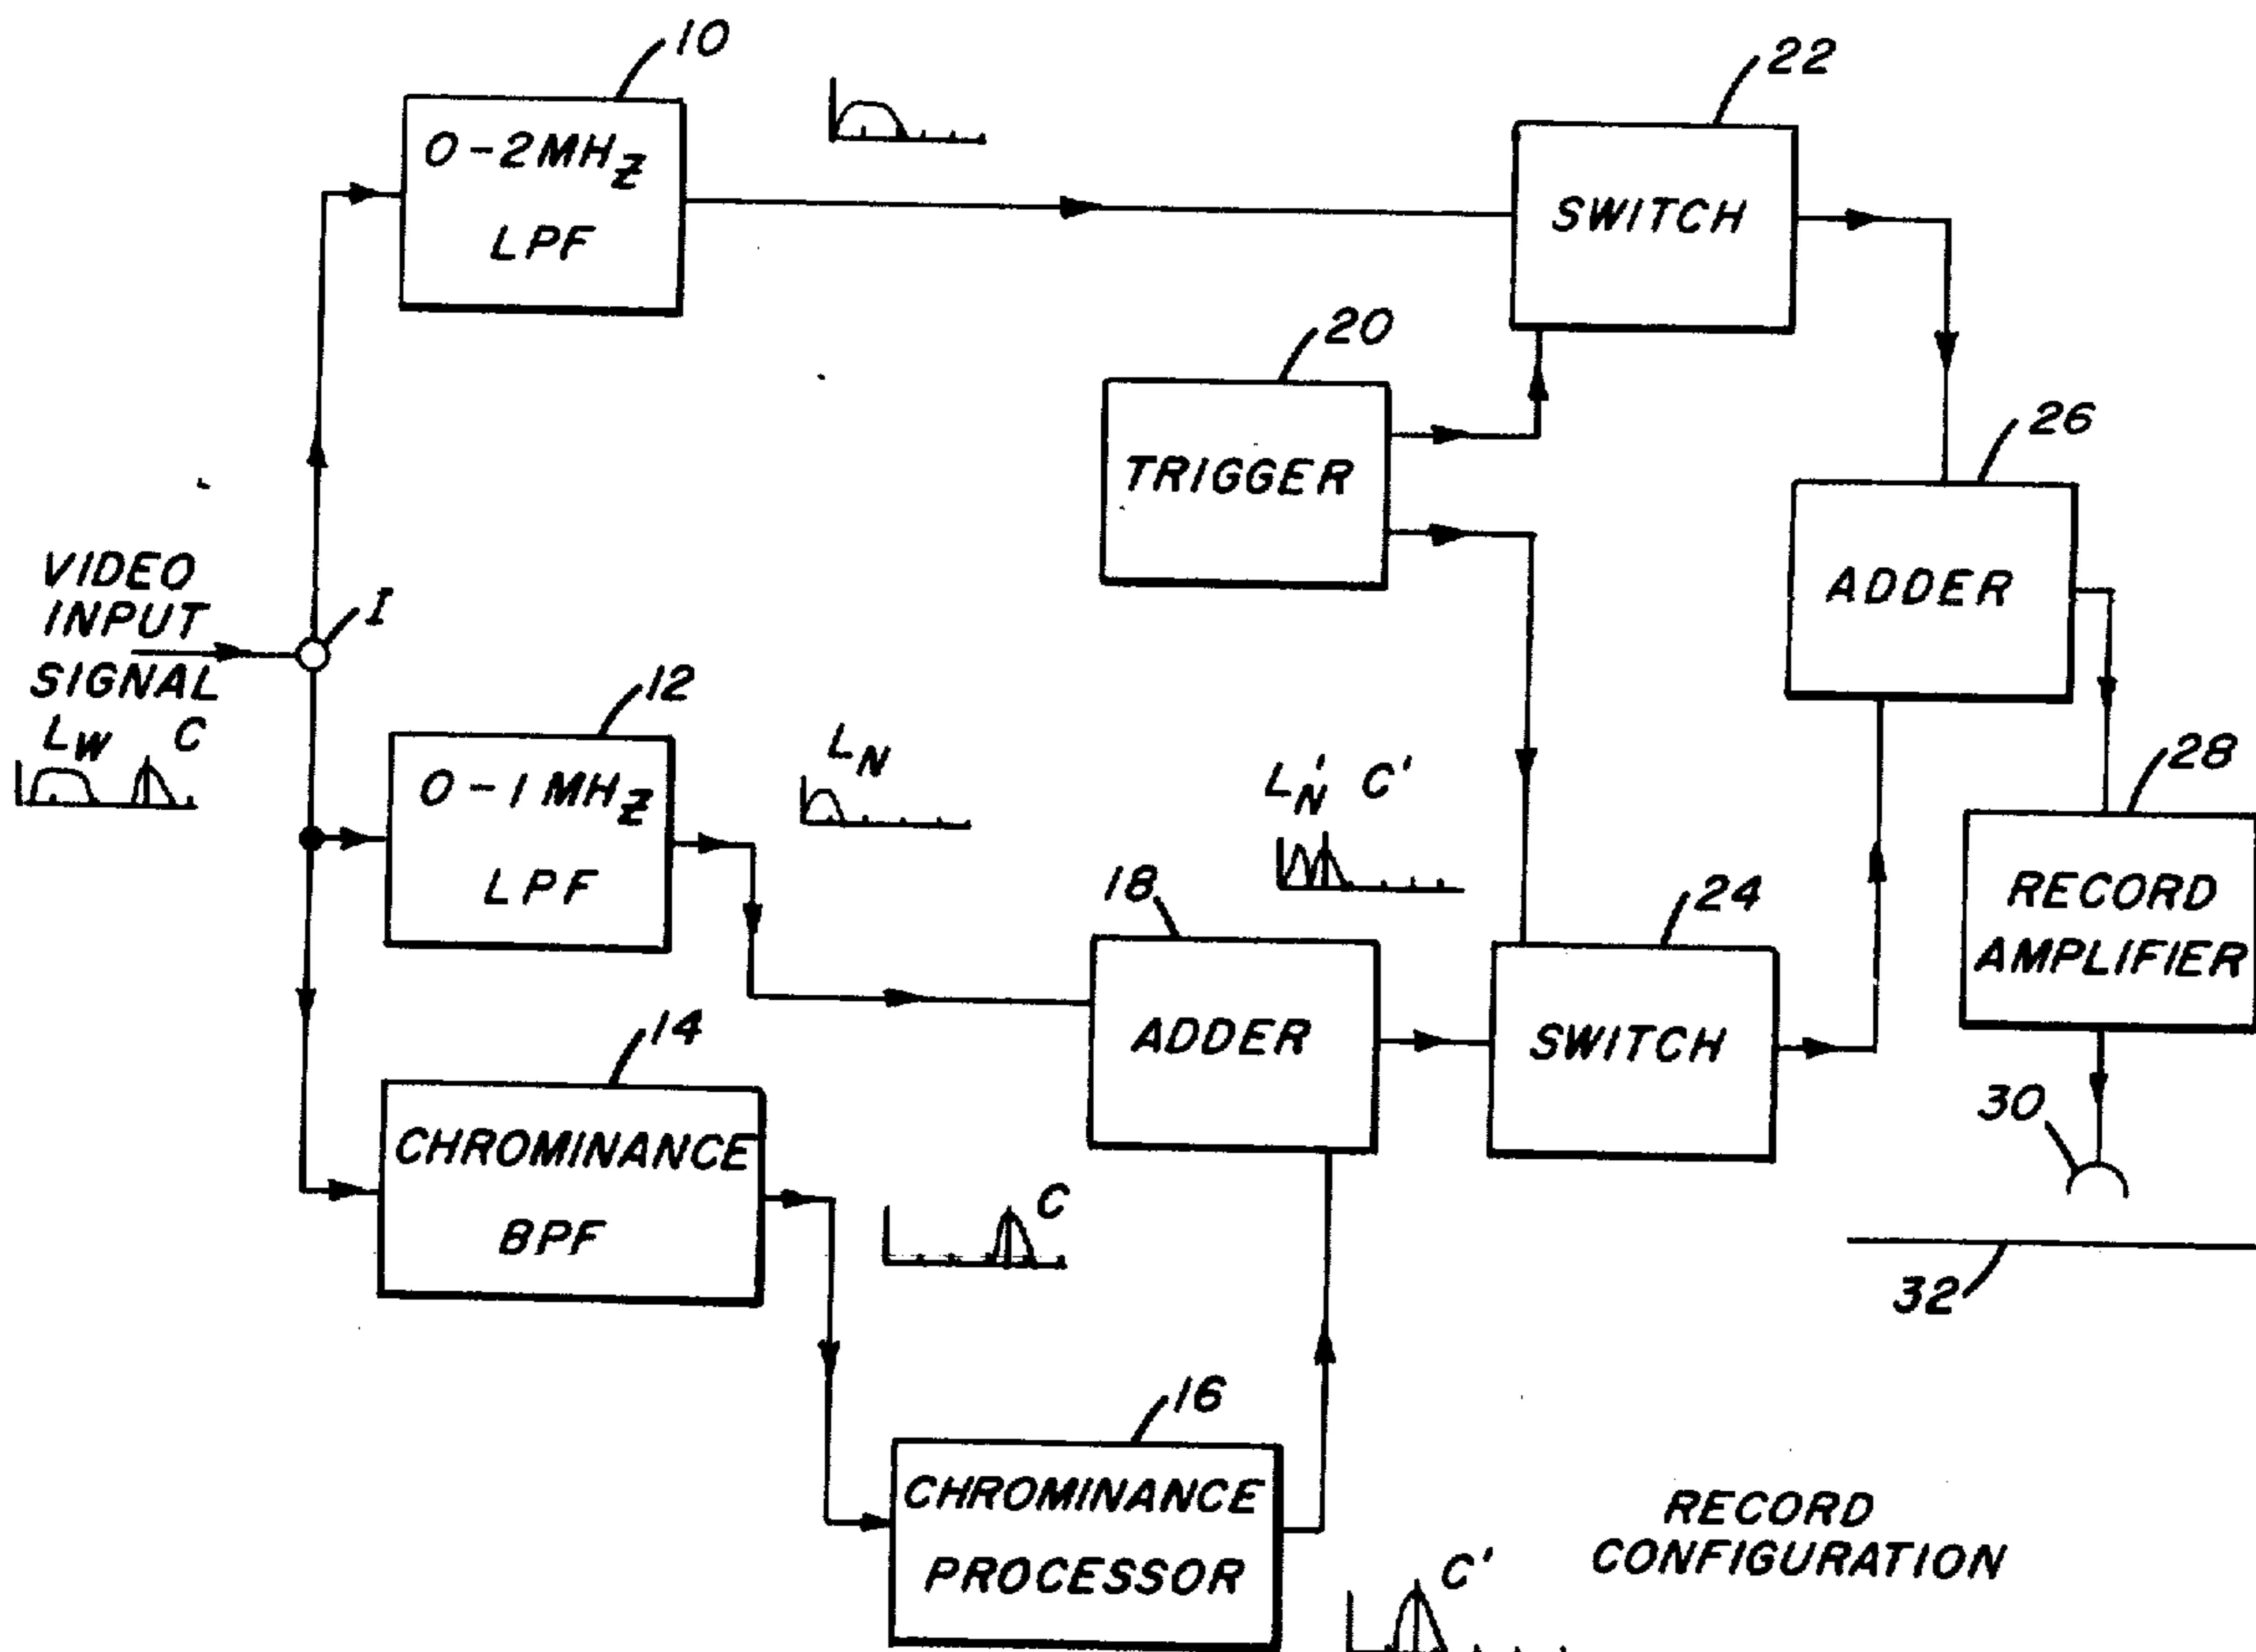 10
0-2MHz
LPF
22
SWITCH
20
TRIGGER
26
ADDER
VIDEO
INPUT
SIGNAL
I
LW C
12
0-1MHz
LPF
LN
LN' C'
28
RECORD
AMPLIFIER
18
ADDER
24
SWITCH
14
CHROMINANCE
BPF
C
30
32
16
CHROMINANCE
PROCESSOR
C'
RECORD
CONFIGURATION